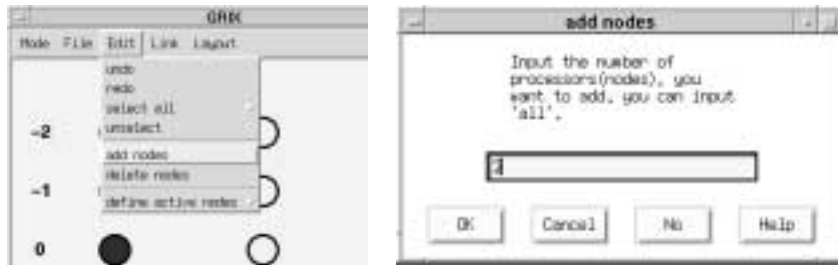 GRIX
Mode File Edit Link Layout
undo
redo
select all
unselect
add nodes
delete nodes
define active nodes
-2
-1
0
add nodes
Input the number of
processors(nodes), you
want to add, you can input
'all'.
OK Cancel No Help